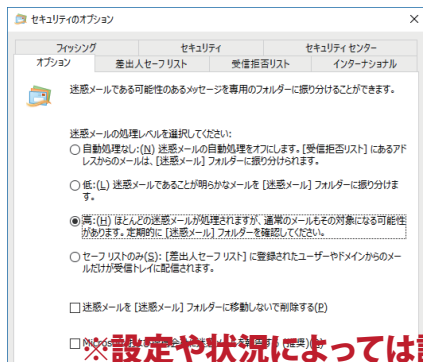 セキュリティのオプション
フィッシング セキュリティ セキュリティ センター
オプション 差出人セーフ リスト 受信拒否リスト インターナショナル
迷惑メールである可能性のあるメッセージを専用のフォルダーに振り分けることができます。
迷惑メールの処理レベルを選択してください:
自動処理なし:(N) 迷惑メールの自動処理をオフにします。[受信拒否リスト] にあるアド
レスからのメールは、[迷惑メール] フォルダーに振り分けられます。
低:(L) 迷惑メールであることが明らかなメールを [迷惑メール] フォルダーに振り分けま
す。
高:(H) ほとんどの迷惑メールが処理されますが、通常のメールもその対象になる可能性
があります。定期的に [迷惑メール] フォルダーを確認してください。
セーフ リストのみ(S): [差出人セーフ リスト] に登録されたユーザーやドメインからのメー
ルだけが受信トレイに配信されます。
迷惑メールを [迷惑メール] フォルダーに移動しないで削除する(P)
※設定や状況によっては